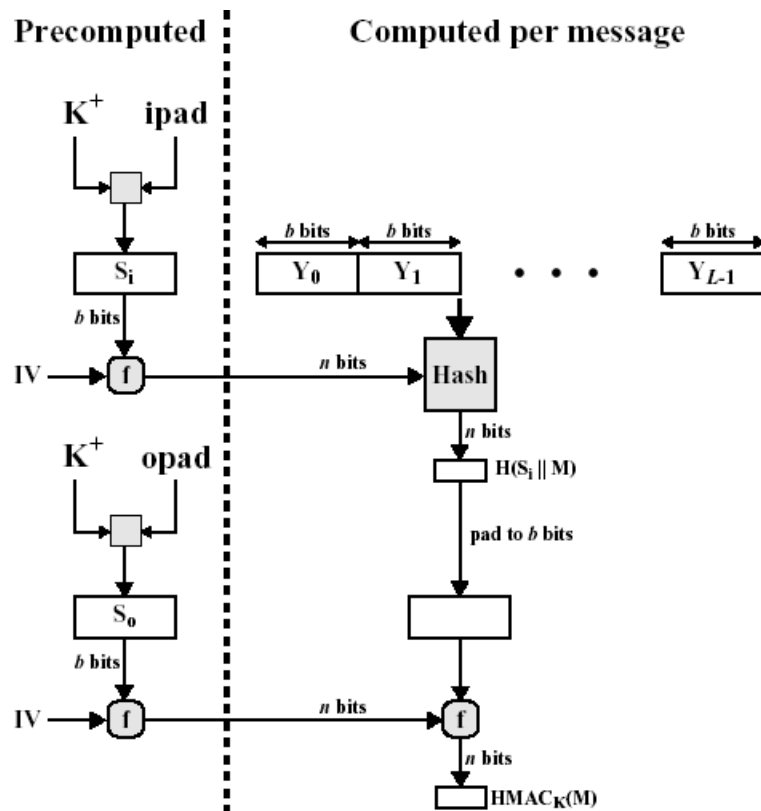 Precomputed
Computed per message
K+ ipad
b bits b bits b bits
Si
Y0 Y1 • • • YL-1
b bits
IV f n bits Hash
n bits
K+ opad
H(Si || M)
pad to b bits
So
b bits
IV f n bits f
n bits
HMACK(M)